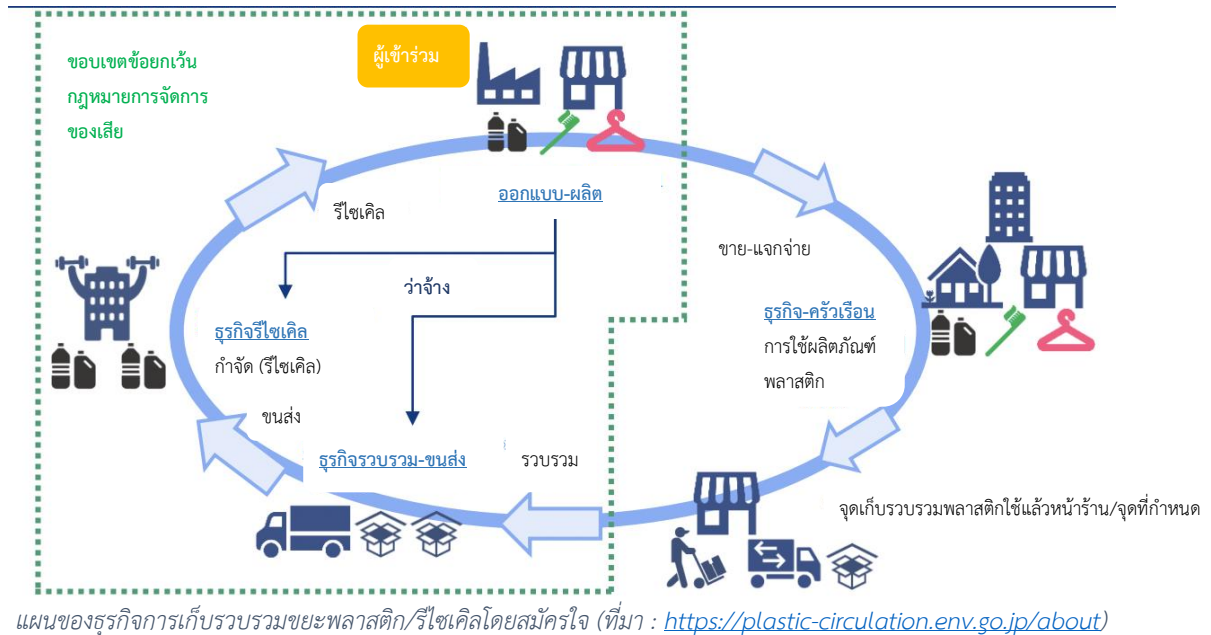 ขอบเขตข้อยกเว้น
กฎหมายการจัดการ
ของเสีย
ผู้เข้าร่วม
ออกแบบ-ผลิต
รีไซเคิล
ว่าจ้าง
ขาย-แจกจ่าย
ธุรกิจ-ครัวเรือน
การใช้ผลิตภัณฑ์
พลาสติก
ธุรกิจรีไซเคิล
กำจัด (รีไซเคิล)
ขนส่ง
ธุรกิจรวบรวม-ขนส่ง
รวบรวม
จุดเก็บรวบรวมพลาสติกใช้แล้วหน้าร้าน/จุดที่กำหนด
แผนของธุรกิจการเก็บรวบรวมขยะพลาสติก/รีไซเคิลโดยสมัครใจ (ที่มา : https://plastic-circulation.env.go.jp/about)